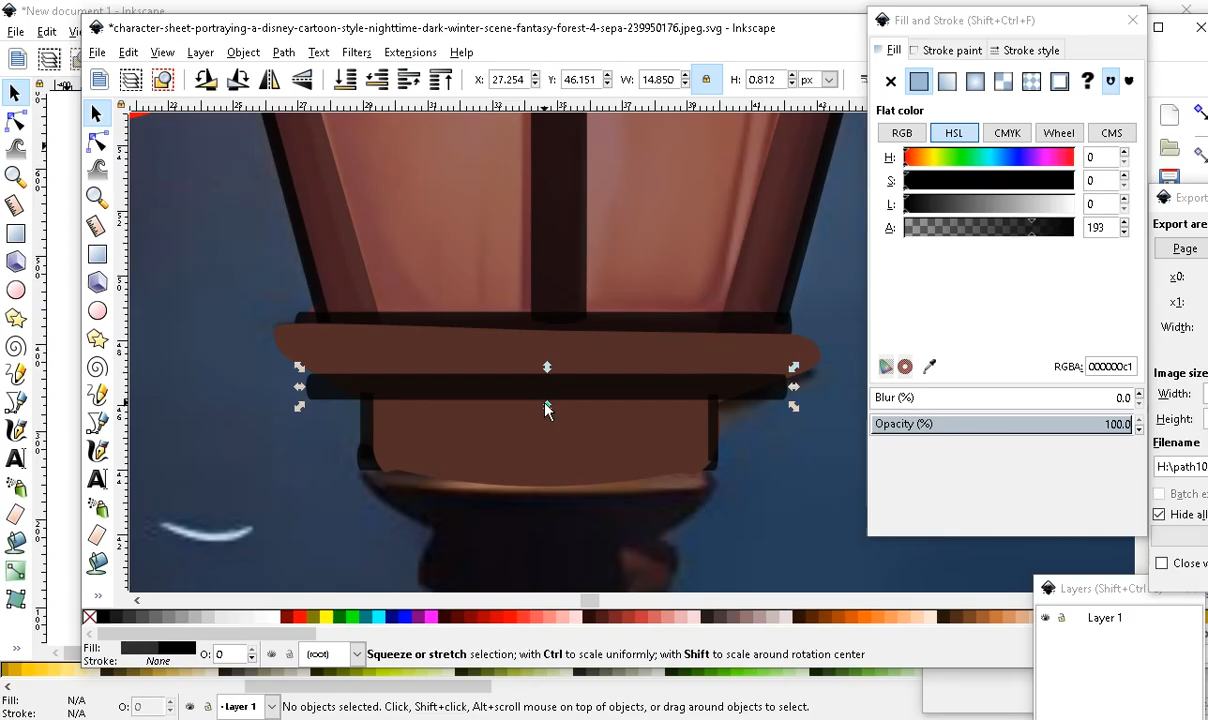 *New document 1 - Inkscape
*character-sheet-portraying-a-disney-cartoon-style-nighttime-dark-winter-scene-fantasy-forest-4-sepa-239950176.jpeg.svg - Inkscape
File Edit
File Edit View Layer Object Path Text Filters Extensions Help
X: 27.254 Y: 46.151 W: 14.850 H: 0.812 px
Fill and Stroke (Shift+Ctrl+F)
Fill Stroke paint Stroke style
Flat color
RGB HSL CMYK Wheel CMS
H: 0
S: 0
L: 0
A: 193
RGBA: 000000c1
Blur (%) 0.0
Opacity (%) 100.0
Export
Export are
Page
x0:
x1:
Width:
Image size
Width:
Height:
Filename
H:\path10
Batch e
Hide all
Close w
Layers (Shift+Ctrl
Layer 1
Fill:
Stroke: None
O: 0
(root)
Squeeze or stretch selection; with Ctrl to scale uniformly; with Shift to scale around rotation center
Fill: N/A
Stroke: N/A
O: 0
Layer 1
No objects selected. Click, Shift+click, Alt+scroll mouse on top of objects, or drag around objects to select.